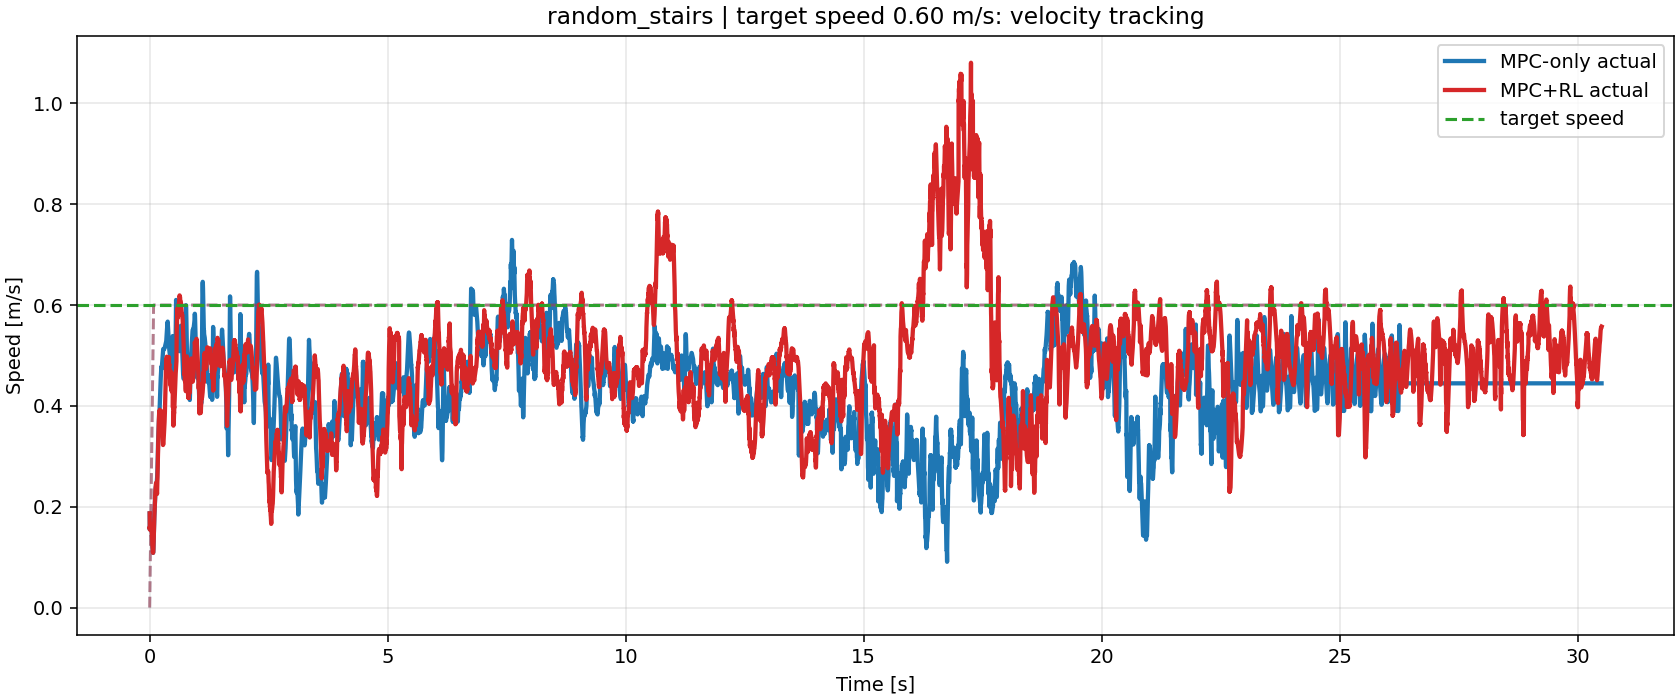 random_stairs | target speed 0.60 m/s: velocity tracking
MPC-only actual
MPC+RL actual
target speed
Speed [m/s]
1.0
0.8
0.6
0.4
0.2
0.0
0 5 10 15 20 25 30
Time [s]